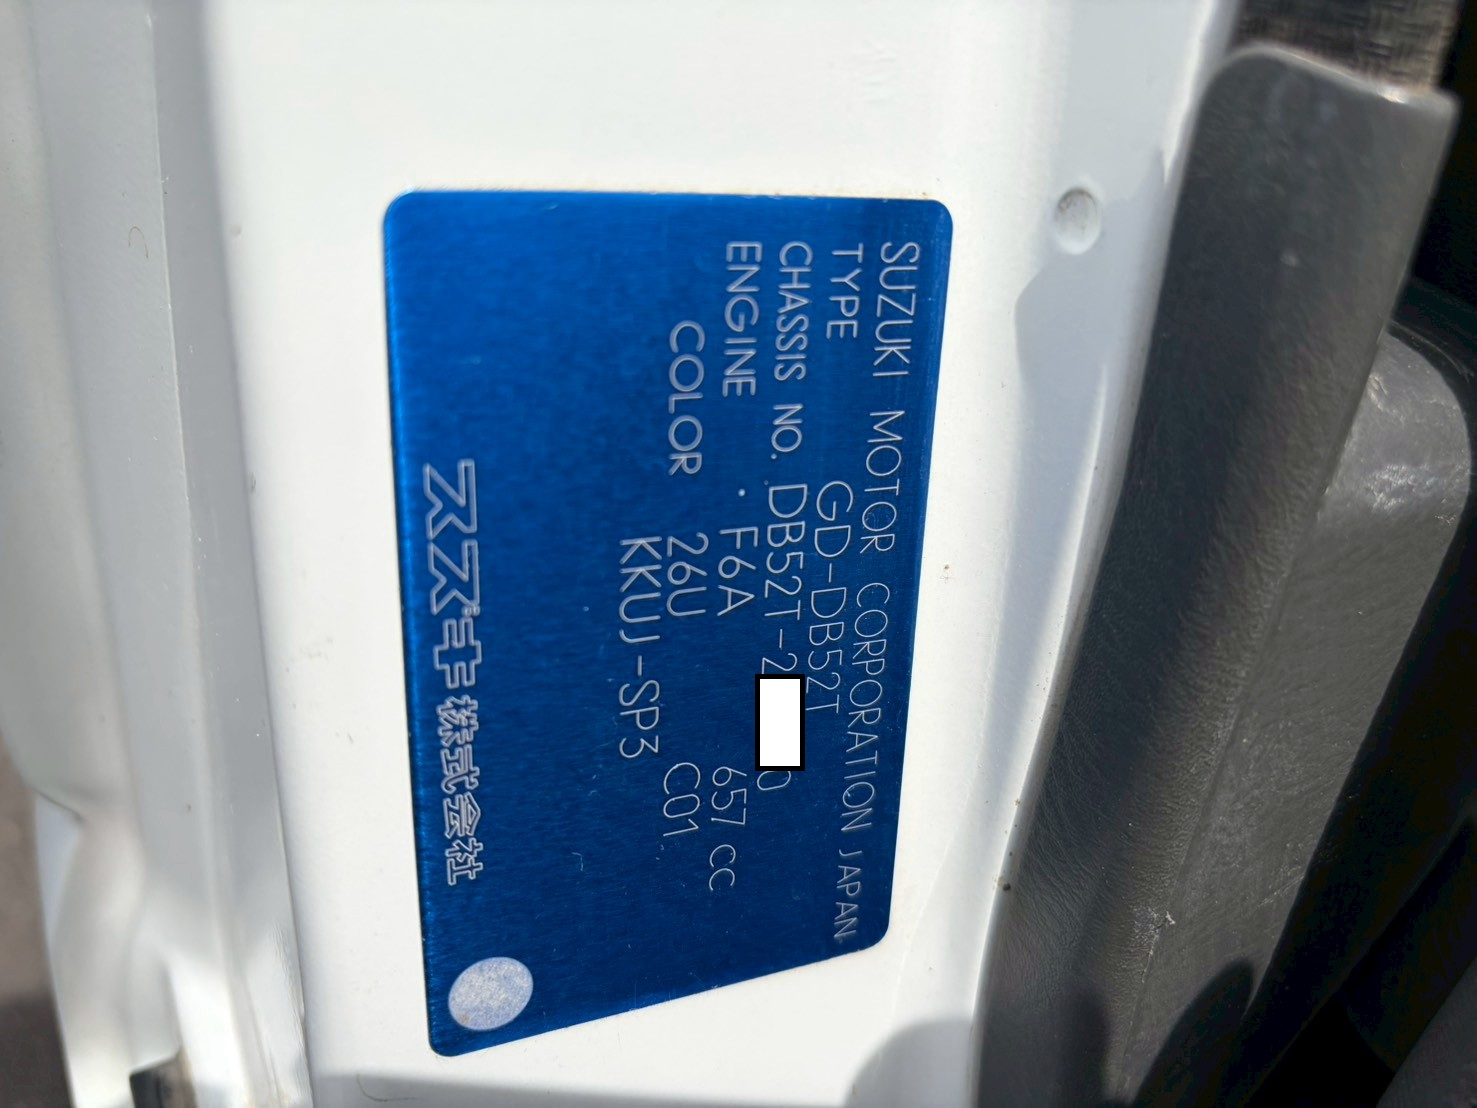 SUZUKI MOTOR CORPORATION JAPAN
TYPE GD-DB52T
CHASSIS NO. DB52T-2 0
ENGINE F6A 657 CC
COLOR 26U C01
KKUJ-SP3
スズキ株式会社